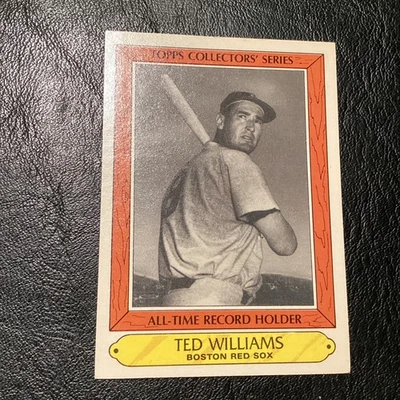 TOPPS COLLECTORS' SERIES
ALL-TIME RECORD HOLDER
TED WILLIAMS
BOSTON RED SOX